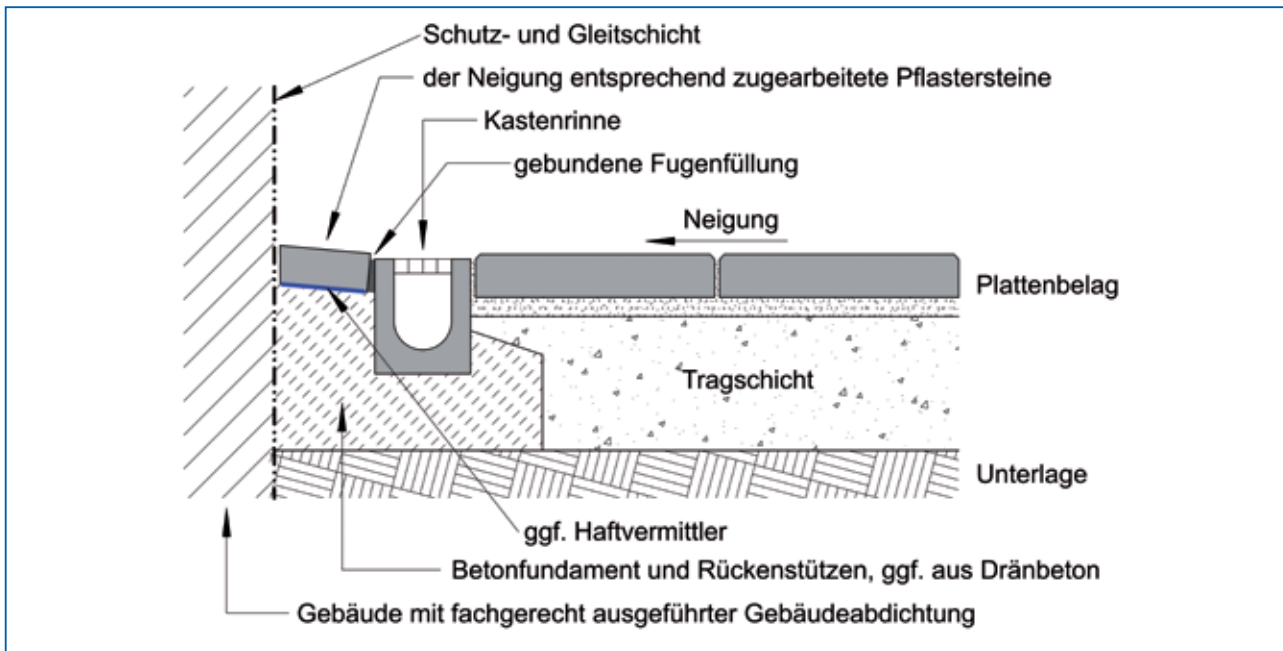 Schutz- und Gleitschicht
der Neigung entsprechend zugearbeitete Pflastersteine
Kastenrinne
gebundene Fugenfüllung
Neigung
Plattenbelag
Tragschicht
Unterlage
ggf. Haftvermittler
Betonfundament und Rückenstützen, ggf. aus Dränbeton
Gebäude mit fachgerecht ausgeführter Gebäudeabdichtung